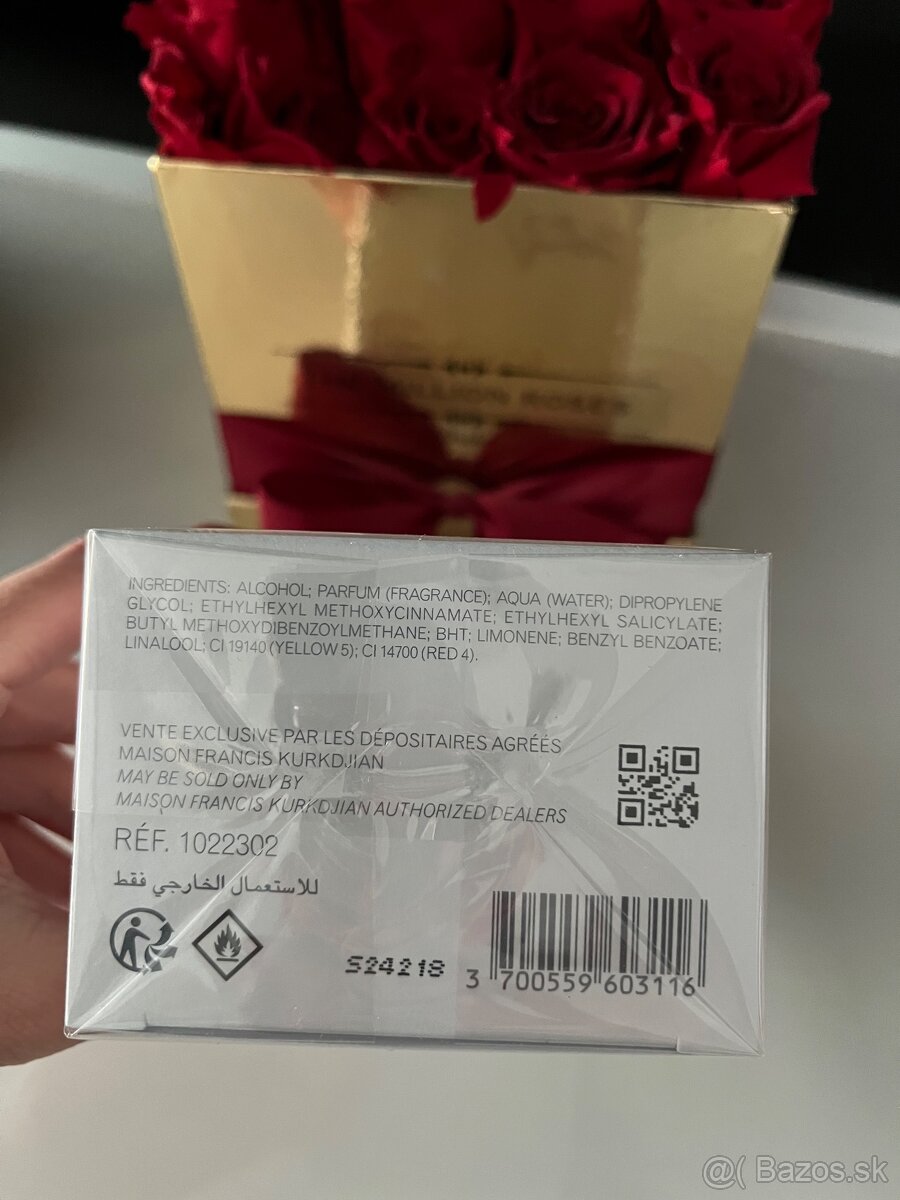 INGREDIENTS: ALCOHOL; PARFUM (FRAGRANCE); AQUA (WATER); DIPROPYLENE
GLYCOL; ETHYLHEXYL METHOXYCINNAMATE; ETHYLHEXYL SALICYLATE;
BUTYL METHOXYDIBENZOYLMETHANE; BHT; LIMONENE; BENZYL BENZOATE;
LINALOOL; CI 19140 (YELLOW 5); CI 14700 (RED 4).
VENTE EXCLUSIVE PAR LES DÉPOSITAIRES AGRÉÉS
MAISON FRANCIS KURKDJIAN
MAY BE SOLD ONLY BY
MAISON FRANCIS KURKDJIAN AUTHORIZED DEALERS
RÉF. 1022302
للاستعمال الخارجي فقط
S24218
3 700559 603116
@( Bazos.sk